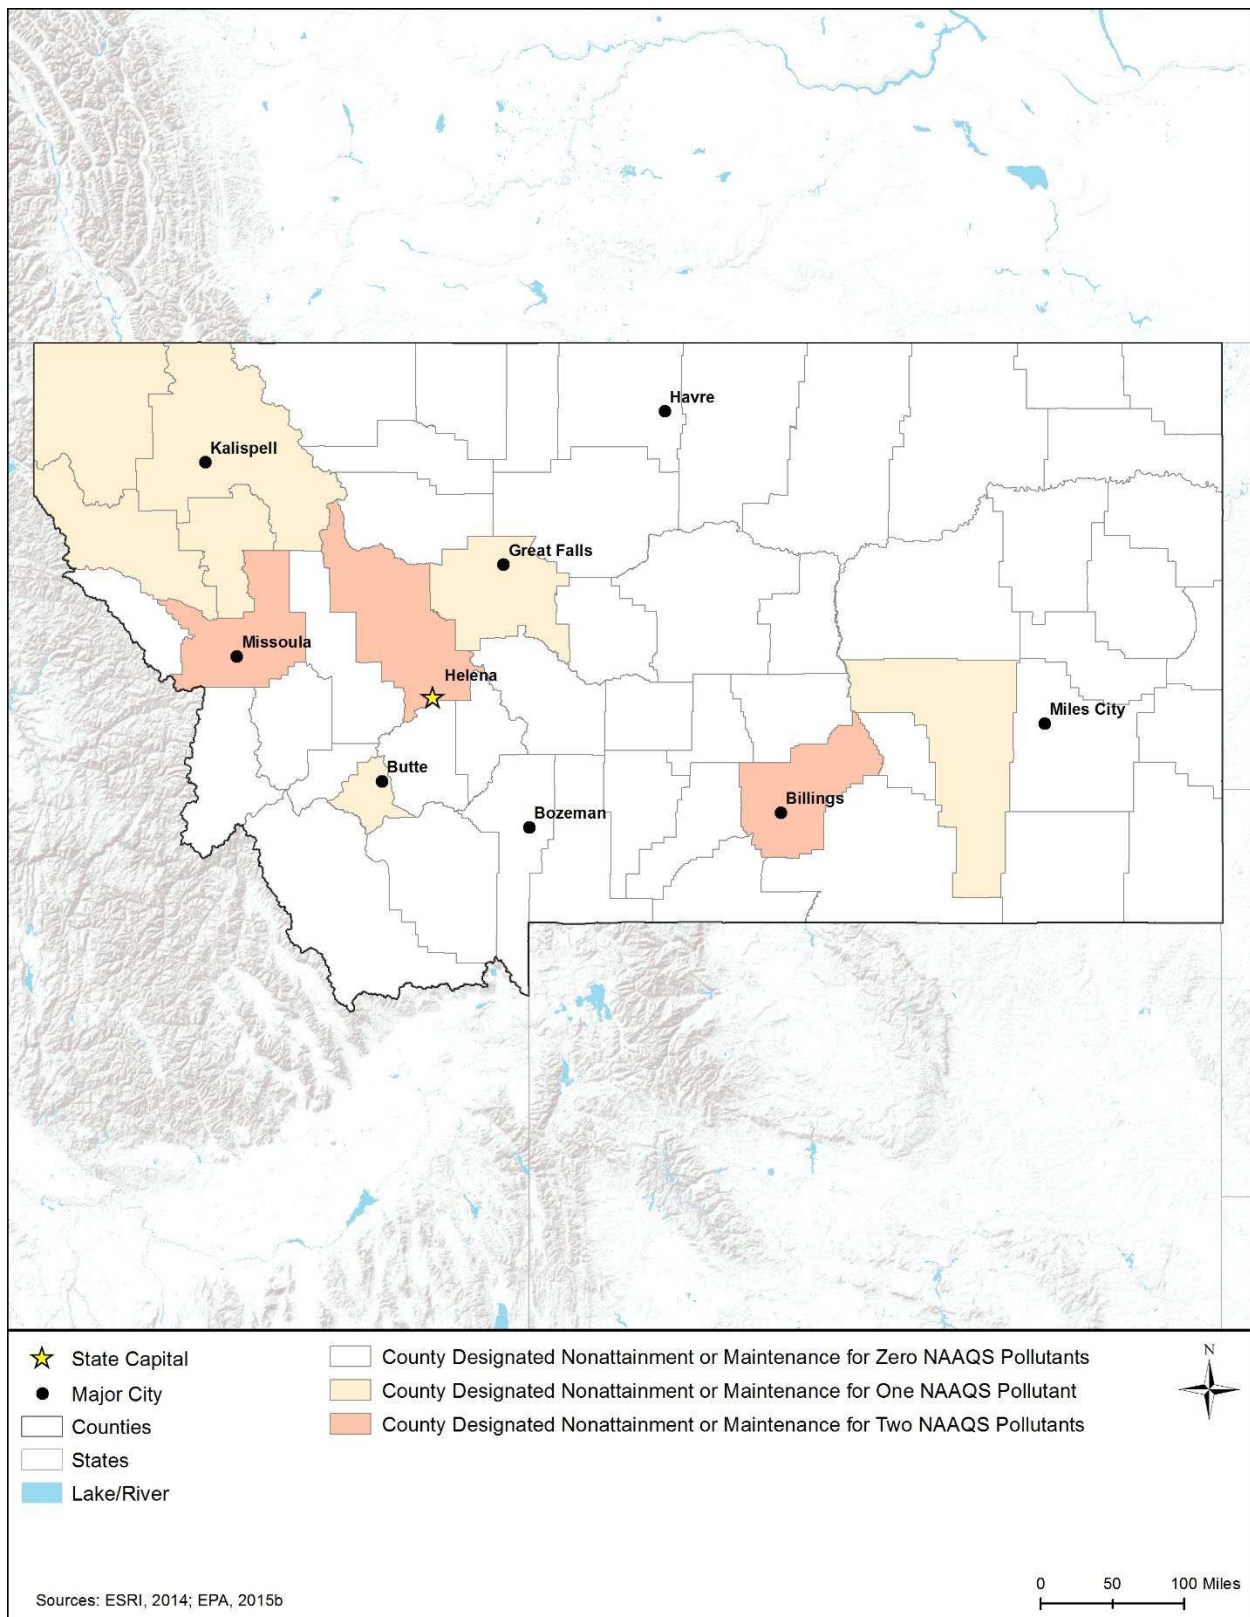 Havre
Kalispell
Great Falls
Missoula
Helena
Miles City
Butte
Billings
Bozeman
State Capital
Major City
Counties
States
Lake/River
County Designated Nonattainment or Maintenance for Zero NAAQS Pollutants
County Designated Nonattainment or Maintenance for One NAAQS Pollutant
County Designated Nonattainment or Maintenance for Two NAAQS Pollutants
N
Sources: ESRI, 2014; EPA, 2015b
0 50 100 Miles